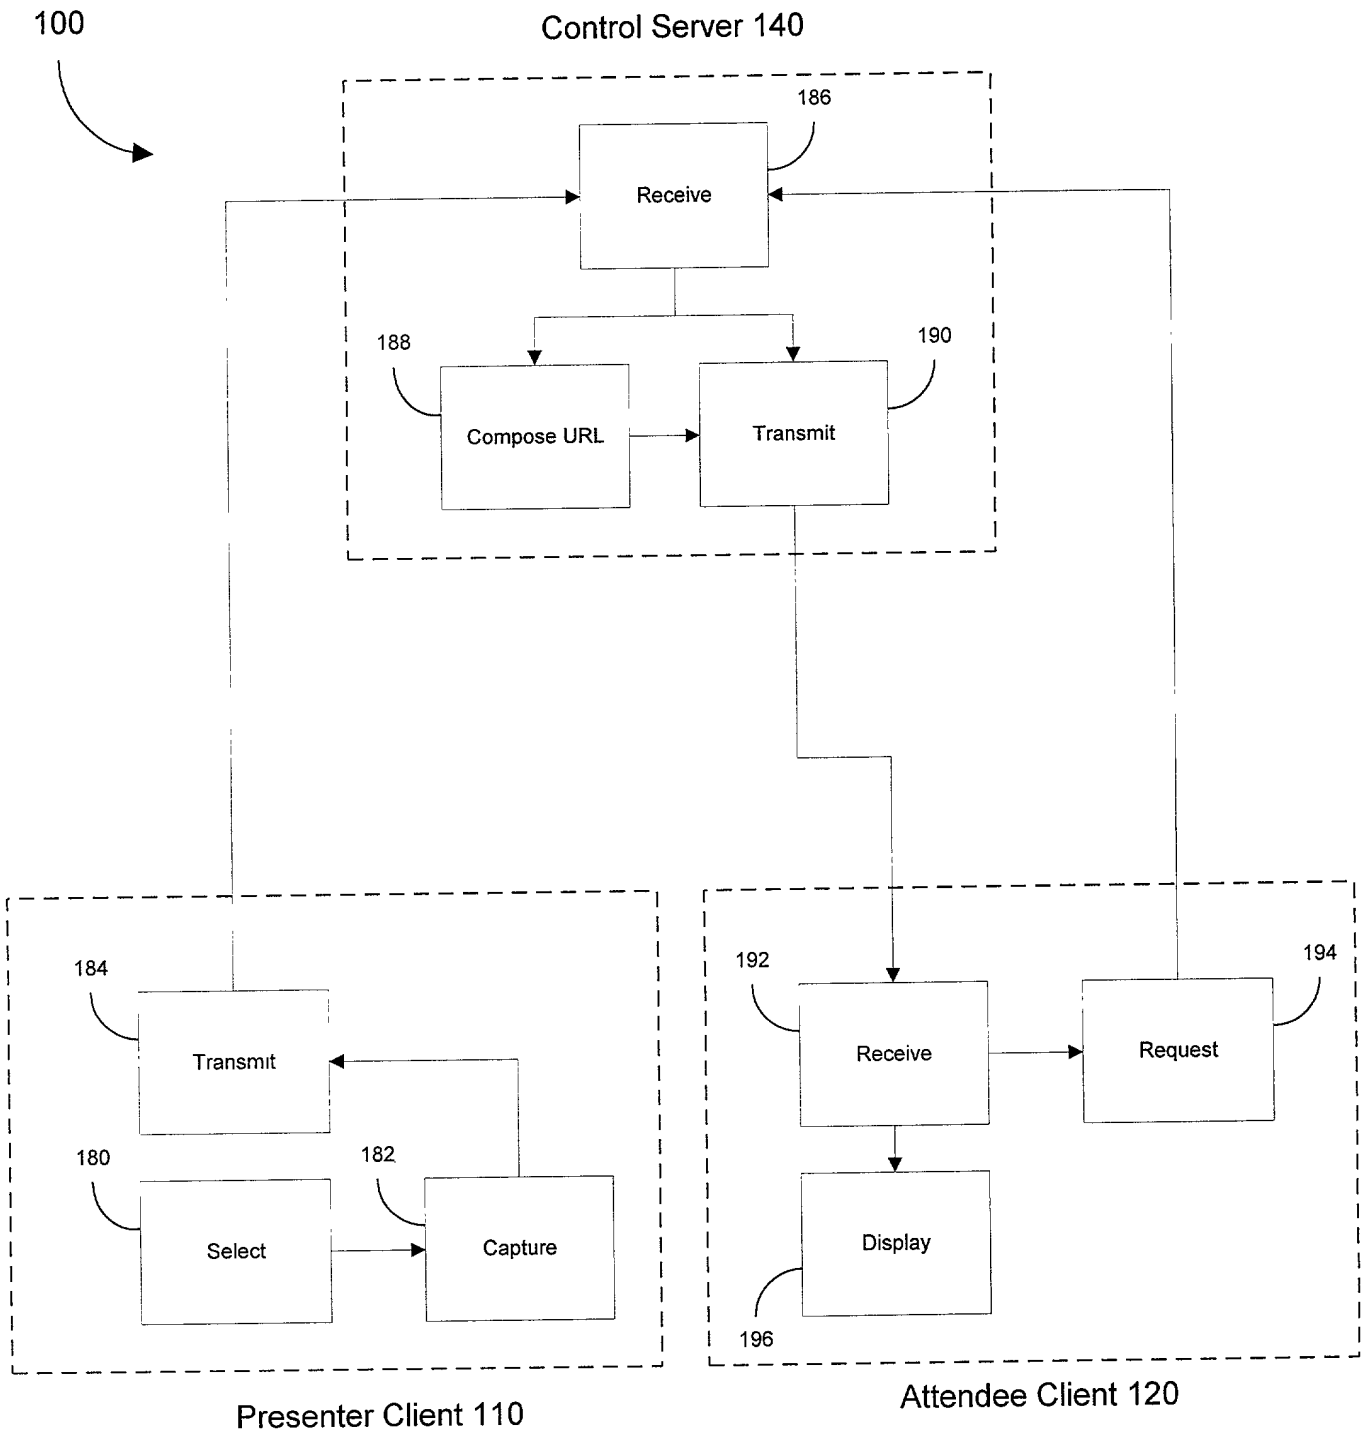 100
Control Server 140
186
Receive
188
190
Compose URL
Transmit
184
192
194
Transmit
Receive
Request
180
182
Select
Capture
Display
196
Presenter Client 110
Attendee Client 120